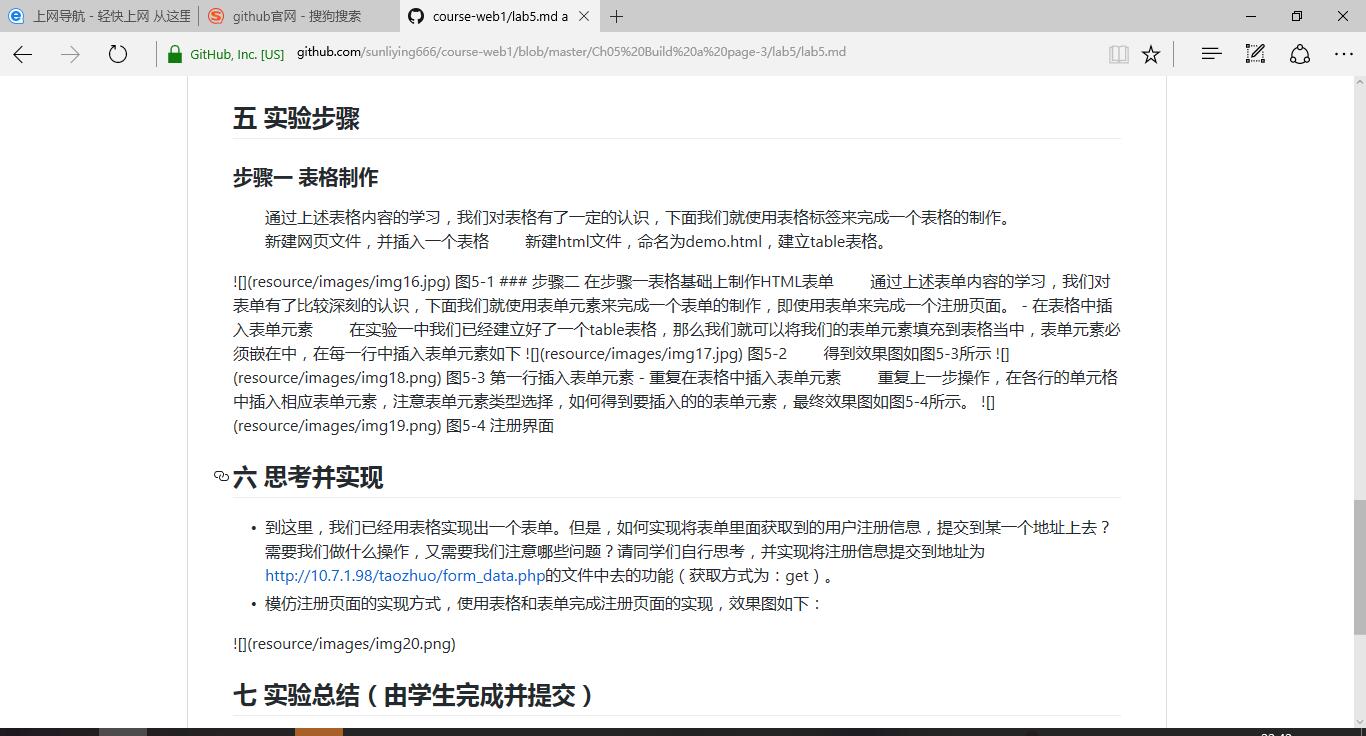 上网导航 - 轻快上网 从这里
github官网 - 搜狗搜索
course-web1/lab5.md a
GitHub, Inc. [US]
github.com/sunliying666/course-web1/blob/master/Ch05%20Build%20a%20page-3/lab5/lab5.md
五 实验步骤
步骤一 表格制作
通过上述表格内容的学习，我们对表格有了一定的认识，下面我们就使用表格标签来完成一个表格的制作。
新建网页文件，并插入一个表格 新建html文件，命名为demo.html，建立table表格。
![](resource/images/img16.jpg) 图5-1 ### 步骤二 在步骤一表格基础上制作HTML表单 通过上述表单内容的学习，我们对
表单有了比较深刻的认识，下面我们就使用表单元素来完成一个表单的制作，即使用表单来完成一个注册页面。 - 在表格中插
入表单元素 在实验一中我们已经建立好了一个table表格，那么我们就可以将我们的表单元素填充到表格当中，表单元素必
须嵌在中，在每一行中插入表单元素如下 ![](resource/images/img17.jpg) 图5-2 得到效果图如图5-3所示 ![]
(resource/images/img18.png) 图5-3 第一行插入表单元素 - 重复在表格中插入表单元素 重复上一步操作，在各行的单元格
中插入相应表单元素，注意表单元素类型选择，如何得到要插入的的表单元素，最终效果图如图5-4所示。 ![]
(resource/images/img19.png) 图5-4 注册界面
六 思考并实现
• 到这里，我们已经用表格实现出一个表单。但是，如何实现将表单里面获取到的用户注册信息，提交到某一个地址上去？
需要我们做什么操作，又需要我们注意哪些问题？请同学们自行思考，并实现将注册信息提交到地址为
http://10.7.1.98/taozhuo/form_data.php的文件中去的功能（获取方式为：get）。
• 模仿注册页面的实现方式，使用表格和表单完成注册页面的实现，效果图如下：
![](resource/images/img20.png)
七 实验总结（由学生完成并提交）